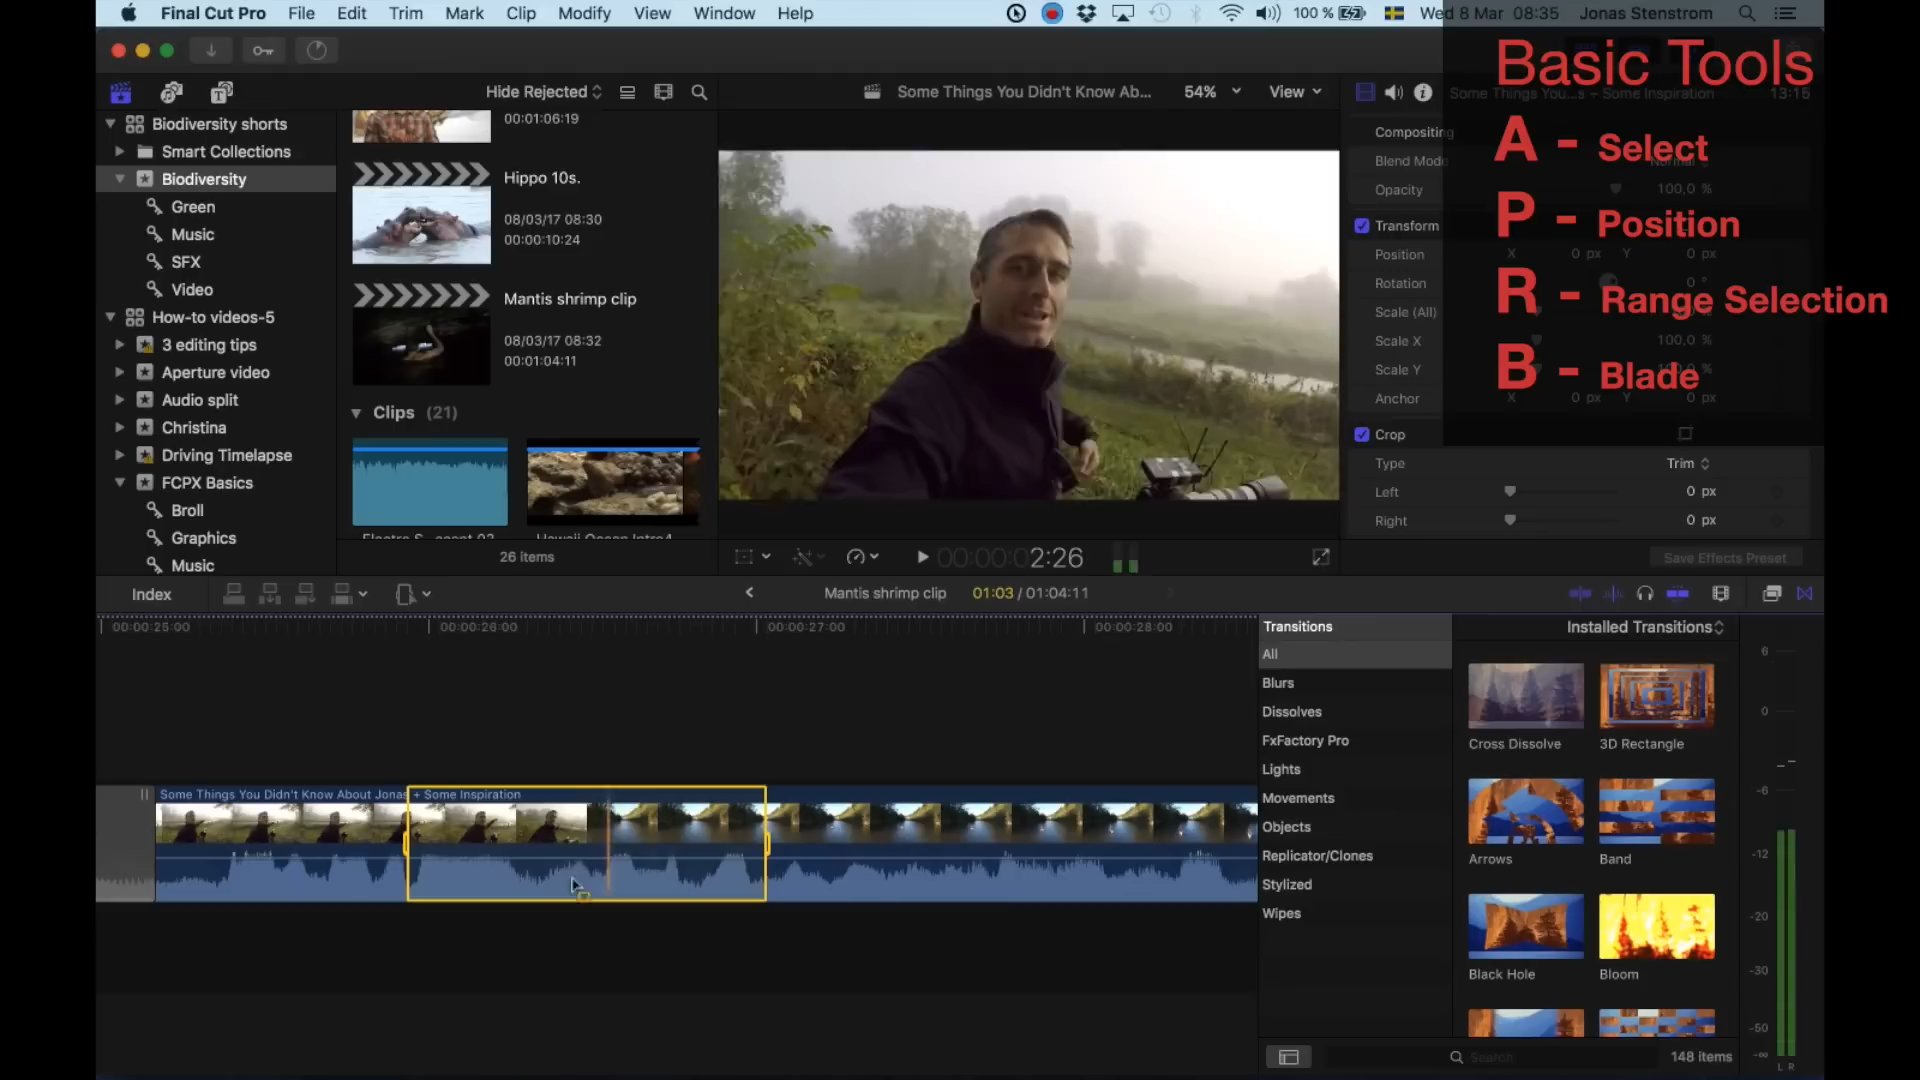 Final Cut Pro File Edit Trim Mark Clip Modify View Window Help 100 % Wed 8 Mar 08:35 Jonas Stenstrom
Basic Tools
A - Select
P - Position
R - Range Selection
B - Blade
Hide Rejected
Some Things You Didn't Know Ab... 54% View
Some Things You...s – Some Inspiration 13:15
Biodiversity shorts
Smart Collections
Biodiversity
Green
Music
SFX
Video
How-to videos-5
3 editing tips
Aperture video
Audio split
Christina
Driving Timelapse
FCPX Basics
Broll
Graphics
Music
00:01:06:19
Hippo 10s.
08/03/17 08:30
00:00:10:24
Mantis shrimp clip
08/03/17 08:32
00:01:04:11
Clips (21)
26 items
00:00:02:26
Compositing
Blend Mode Normal
Opacity 100,0 %
Transform
Position X 0 px Y 0 px
Rotation 0 °
Scale (All)
Scale X 100,0 %
Scale Y 100,0 %
Anchor X 0 px Y 0 px
Crop
Type Trim
Left 0 px
Right 0 px
Save Effects Preset
Index Mantis shrimp clip 01:03 / 01:04:11
00:00:25:00 00:00:26:00 00:00:27:00 00:00:28:00
Some Things You Didn't Know About Jonas + Some Inspiration
Transitions
All
Blurs
Dissolves
FxFactory Pro
Lights
Movements
Objects
Replicator/Clones
Stylized
Wipes
Installed Transitions
Cross Dissolve 3D Rectangle
Arrows Band
Black Hole Bloom
Search 148 items
6
0
-6
-12
-20
-30
-50
-∞
L R